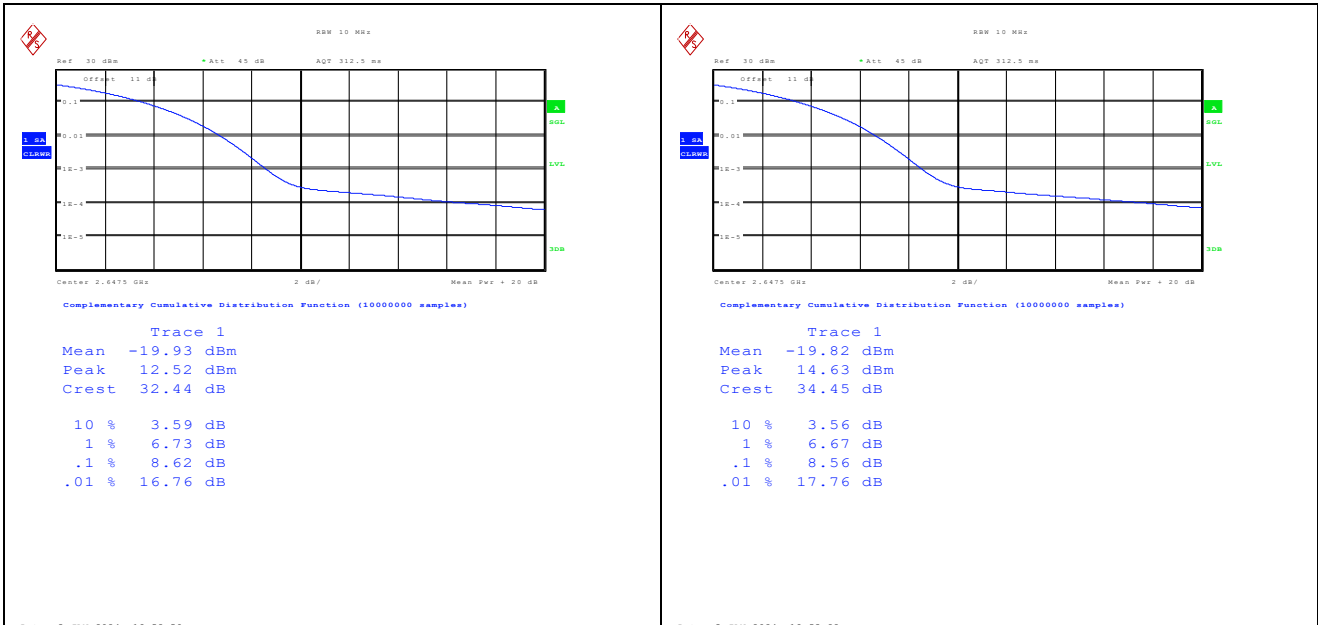 RBW 10 MHz
Ref 30 dBm * Att 45 dB AQT 312.5 ms
Offset 11 dB
0.1
0.01
1E-3
1E-4
1E-5
1 SA
CLRWR
A
SGL
LVL
3DB
Center 2.6475 GHz 2 dB/ Mean Pwr + 20 dB
Complementary Cumulative Distribution Function (10000000 samples)
Trace 1
Mean -19.93 dBm
Peak 12.52 dBm
Crest 32.44 dB
10 % 3.59 dB
1 % 6.73 dB
.1 % 8.62 dB
.01 % 16.76 dB
RBW 10 MHz
Ref 30 dBm * Att 45 dB AQT 312.5 ms
Offset 11 dB
0.1
0.01
1E-3
1E-4
1E-5
1 SA
CLRWR
A
SGL
LVL
3DB
Center 2.6475 GHz 2 dB/ Mean Pwr + 20 dB
Complementary Cumulative Distribution Function (10000000 samples)
Trace 1
Mean -19.82 dBm
Peak 14.63 dBm
Crest 34.45 dB
10 % 3.56 dB
1 % 6.67 dB
.1 % 8.56 dB
.01 % 17.76 dB